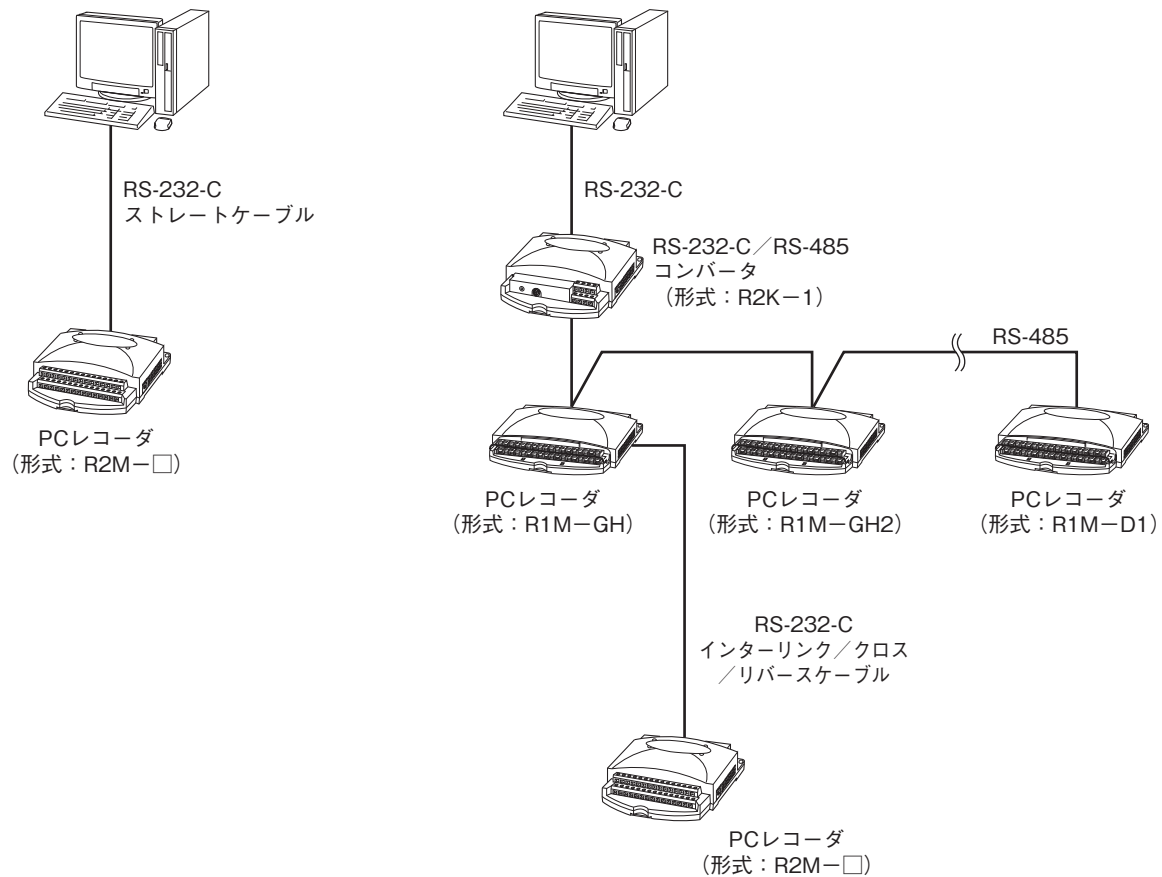 RS-232-C
ストレートケーブル
PCレコーダ
（形式：R2M－□）
RS-232-C
RS-232-C／RS-485
コンバータ
（形式：R2K－1）
RS-485
PCレコーダ
（形式：R1M－GH）
PCレコーダ
（形式：R1M－GH2）
PCレコーダ
（形式：R1M－D1）
RS-232-C
インターリンク／クロス
／リバースケーブル
PCレコーダ
（形式：R2M－□）